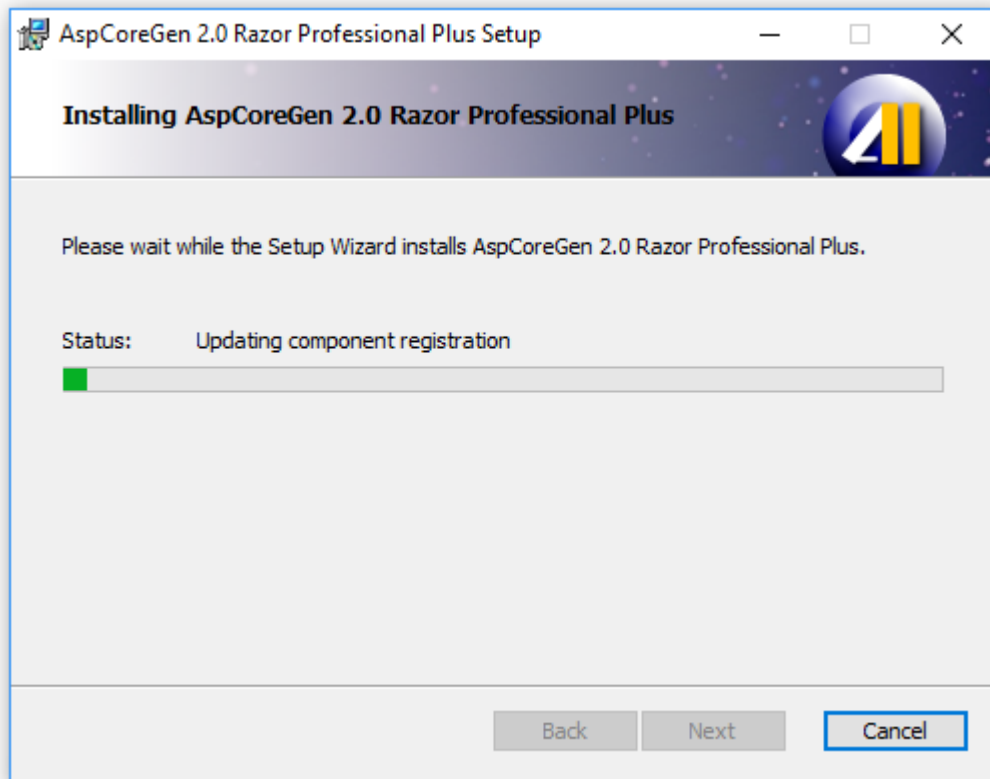 AspCoreGen 2.0 Razor Professional Plus Setup
Installing AspCoreGen 2.0 Razor Professional Plus
Please wait while the Setup Wizard installs AspCoreGen 2.0 Razor Professional Plus.
Status: Updating component registration
Back Next Cancel